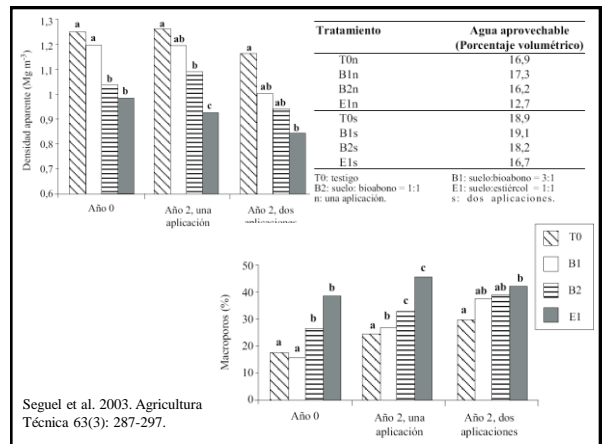 1,3
1,2
1,1
1
0,9
0,8
0,7
0,6
Densidad aparente (Mg m-3)
a
a
b
b
a
ab
b
c
a
ab
ab
b
Año 0
Año 2, una
aplicación
Año 2, dos
aplicaciones
Tratamiento Agua aprovechable
(Porcentaje volumétrico)
T0n 16,9
B1n 17,3
B2n 16,2
E1n 12,7
T0s 18,9
B1s 19,1
B2s 18,2
E1s 16,7
T0: testigo B1: suelo:bioabono = 3:1
B2: suelo: bioabono = 1:1 E1: suelo:estiércol = 1:1
n: una aplicación. s: dos aplicaciones.
T0
B1
B2
E1
50
40
30
20
10
0
Macroporos (%)
a
a
b
b
a
b
c
c
a
ab
ab
b
Año 0
Año 2, una
aplicación
Año 2, dos
aplicaciones
Seguel et al. 2003. Agricultura
Técnica 63(3): 287-297.